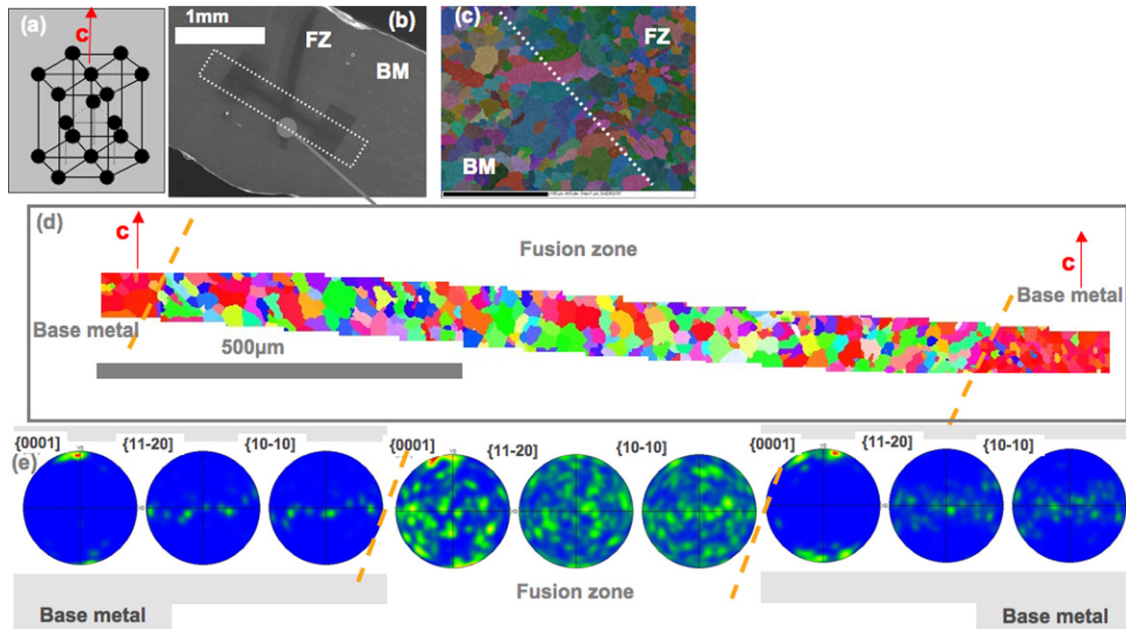 (a)
c
1mm
(b)
FZ
BM
(c)
FZ
BM
(d)
c
Fusion zone
c
Base metal
Base metal
500μm
{0001] {11-20] {10-10] {0001] {11-20] {10-10] {0001] {11-20] {10-10]
(e)
Fusion zone
Base metal
Base metal